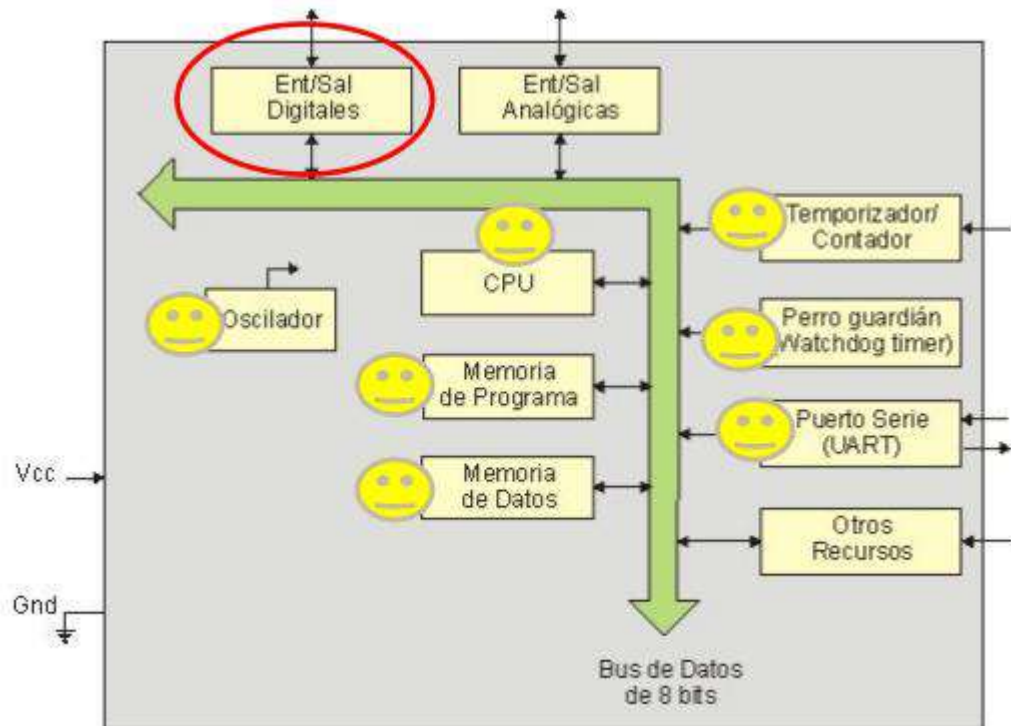 Ent/Sal
Digitales
Ent/Sal
Analógicas
Temporizador/
Contador
CPU
Oscilador
Perro guardián
Watchdog timer)
Memoria
de Programa
Puerto Serie
(UART)
Vcc
Memoria
de Datos
Otros
Recursos
Gnd
Bus de Datos
de 8 bits